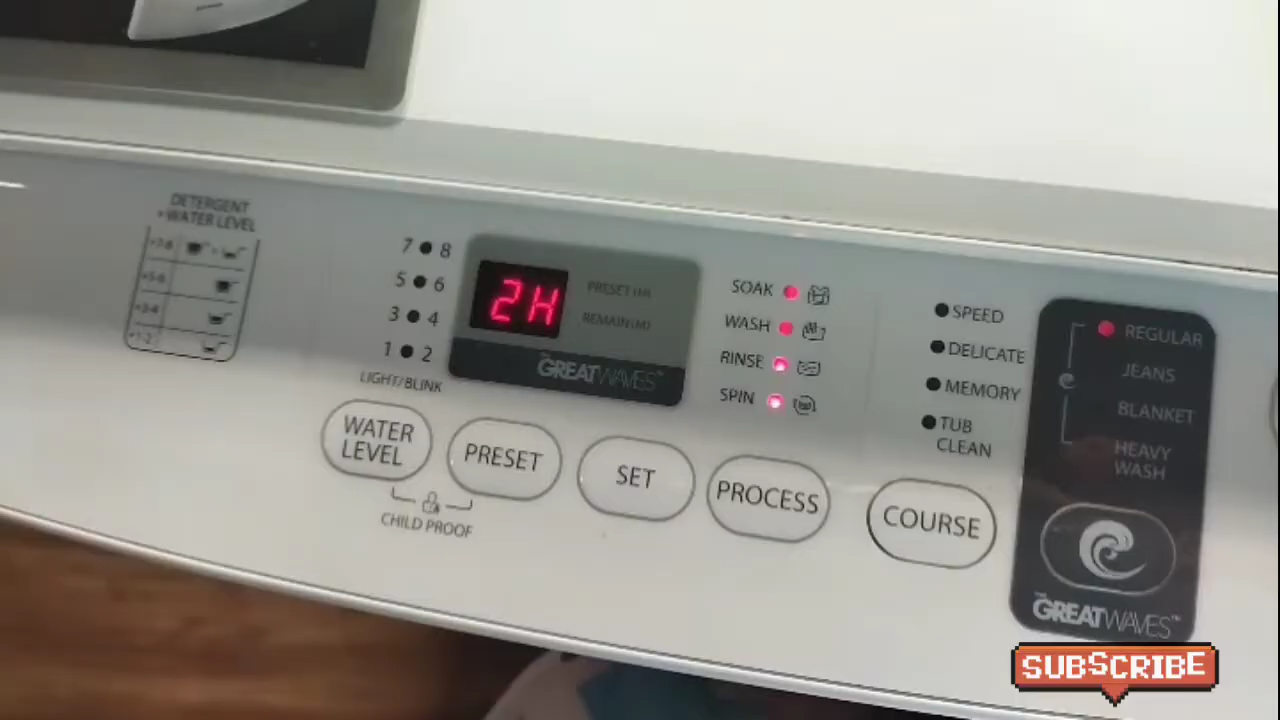 DETERGENT
+WATER LEVEL
7 8
5 6
3 4
1 2
LIGHT/BLINK
2H
PRESET (H)
REMAIN (M)
THE
GREATWAVES™
SOAK
WASH
RINSE
SPIN
SPEED
DELICATE
MEMORY
TUB
CLEAN
REGULAR
JEANS
BLANKET
HEAVY
WASH
WATER
LEVEL
PRESET
SET
PROCESS
COURSE
CHILD PROOF
THE
GREATWAVES™
SUBSCRIBE